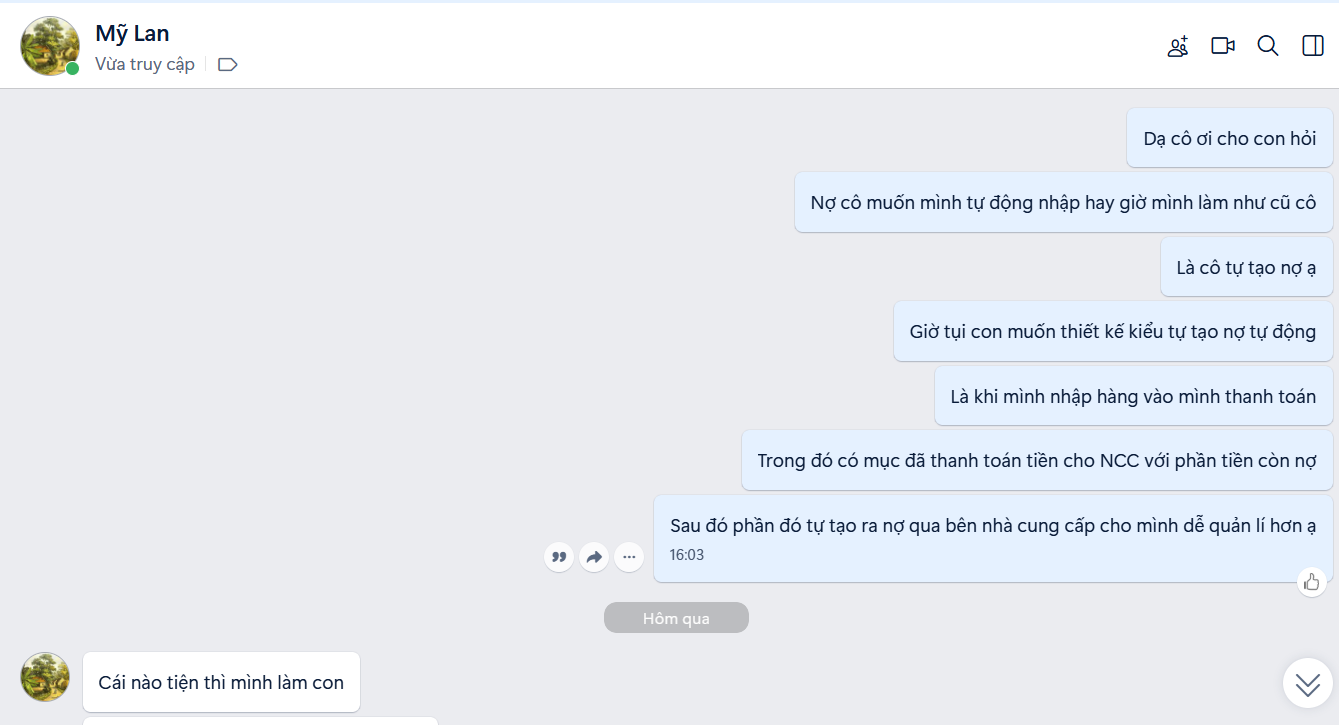 Mỹ Lan
Vừa truy cập
Dạ cô ơi cho con hỏi
Nợ cô muốn mình tự động nhập hay giờ mình làm như cũ cô
Là cô tự tạo nợ ạ
Giờ tụi con muốn thiết kế kiểu tự tạo nợ tự động
Là khi mình nhập hàng vào mình thanh toán
Trong đó có mục đã thanh toán tiền cho NCC với phần tiền còn nợ
Sau đó phần đó tự tạo ra nợ qua bên nhà cung cấp cho mình dễ quản lí hơn ạ
16:03
Hôm qua
Cái nào tiện thì mình làm con